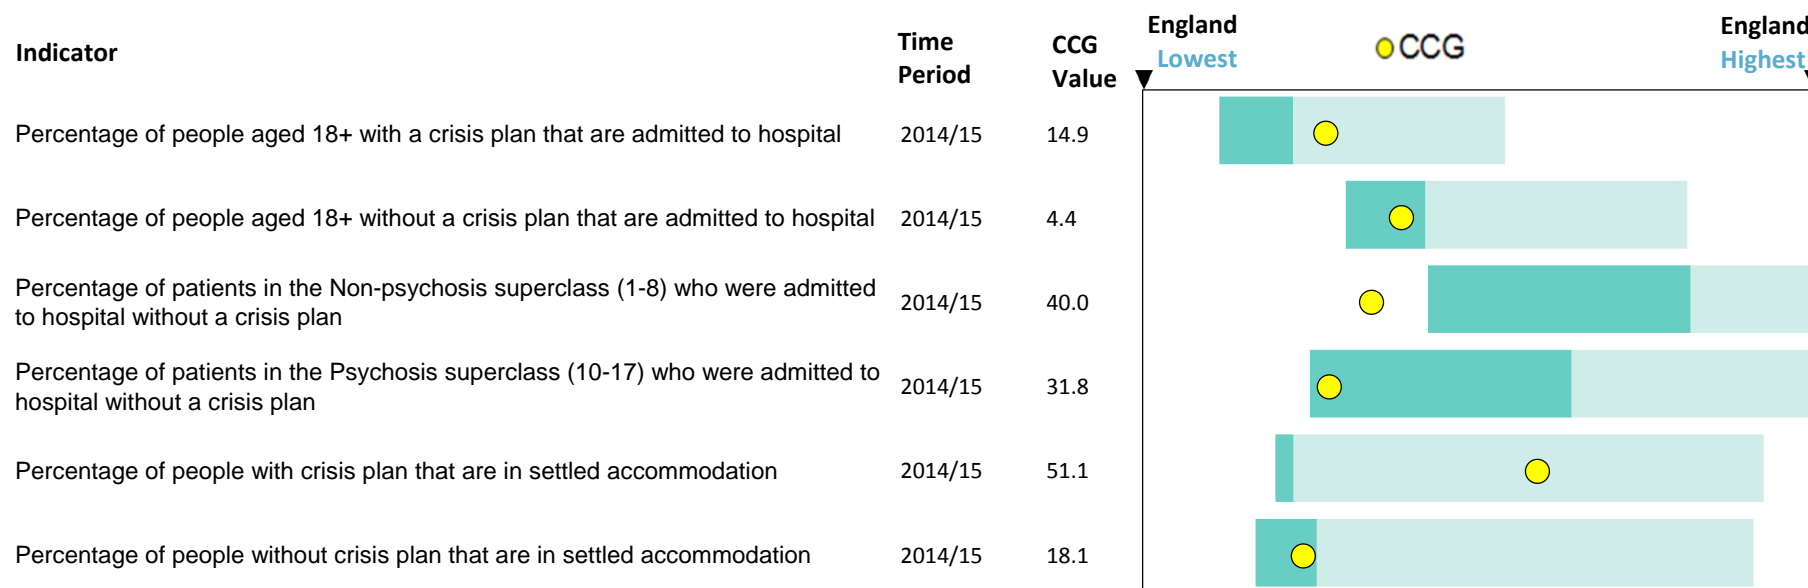 Indicator
Time
Period
CCG
Value
England
Lowest
CCG
England
Highest
Percentage of people aged 18+ with a crisis plan that are admitted to hospital 2014/15 14.9
Percentage of people aged 18+ without a crisis plan that are admitted to hospital 2014/15 4.4
Percentage of patients in the Non-psychosis superclass (1-8) who were admitted
to hospital without a crisis plan 2014/15 40.0
Percentage of patients in the Psychosis superclass (10-17) who were admitted to
hospital without a crisis plan 2014/15 31.8
Percentage of people with crisis plan that are in settled accommodation 2014/15 51.1
Percentage of people without crisis plan that are in settled accommodation 2014/15 18.1